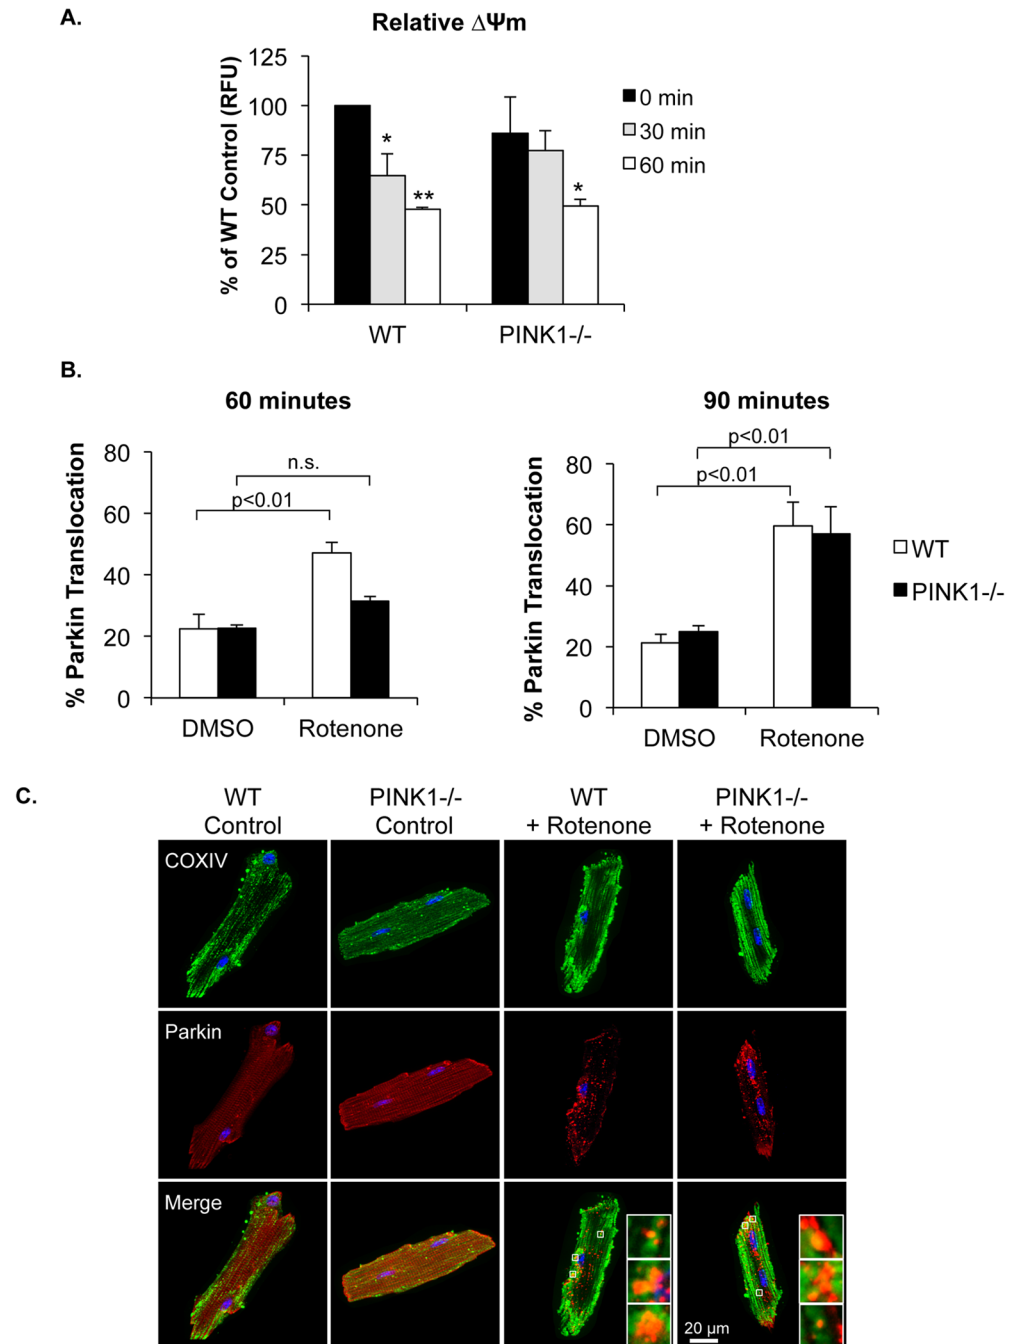 A.
Relative ΔΨm
% of WT Control (RFU)
125
100
75
50
25
0
*
**
*
0 min
30 min
60 min
WT
PINK1-/-
B.
60 minutes
% Parkin Translocation
80
60
40
20
0
n.s.
p<0.01
DMSO
Rotenone
90 minutes
% Parkin Translocation
80
60
40
20
0
p<0.01
p<0.01
DMSO
Rotenone
WT
PINK1-/-
C.
WT
Control
PINK1-/-
Control
WT
+ Rotenone
PINK1-/-
+ Rotenone
COXIV
Parkin
Merge
20 µm